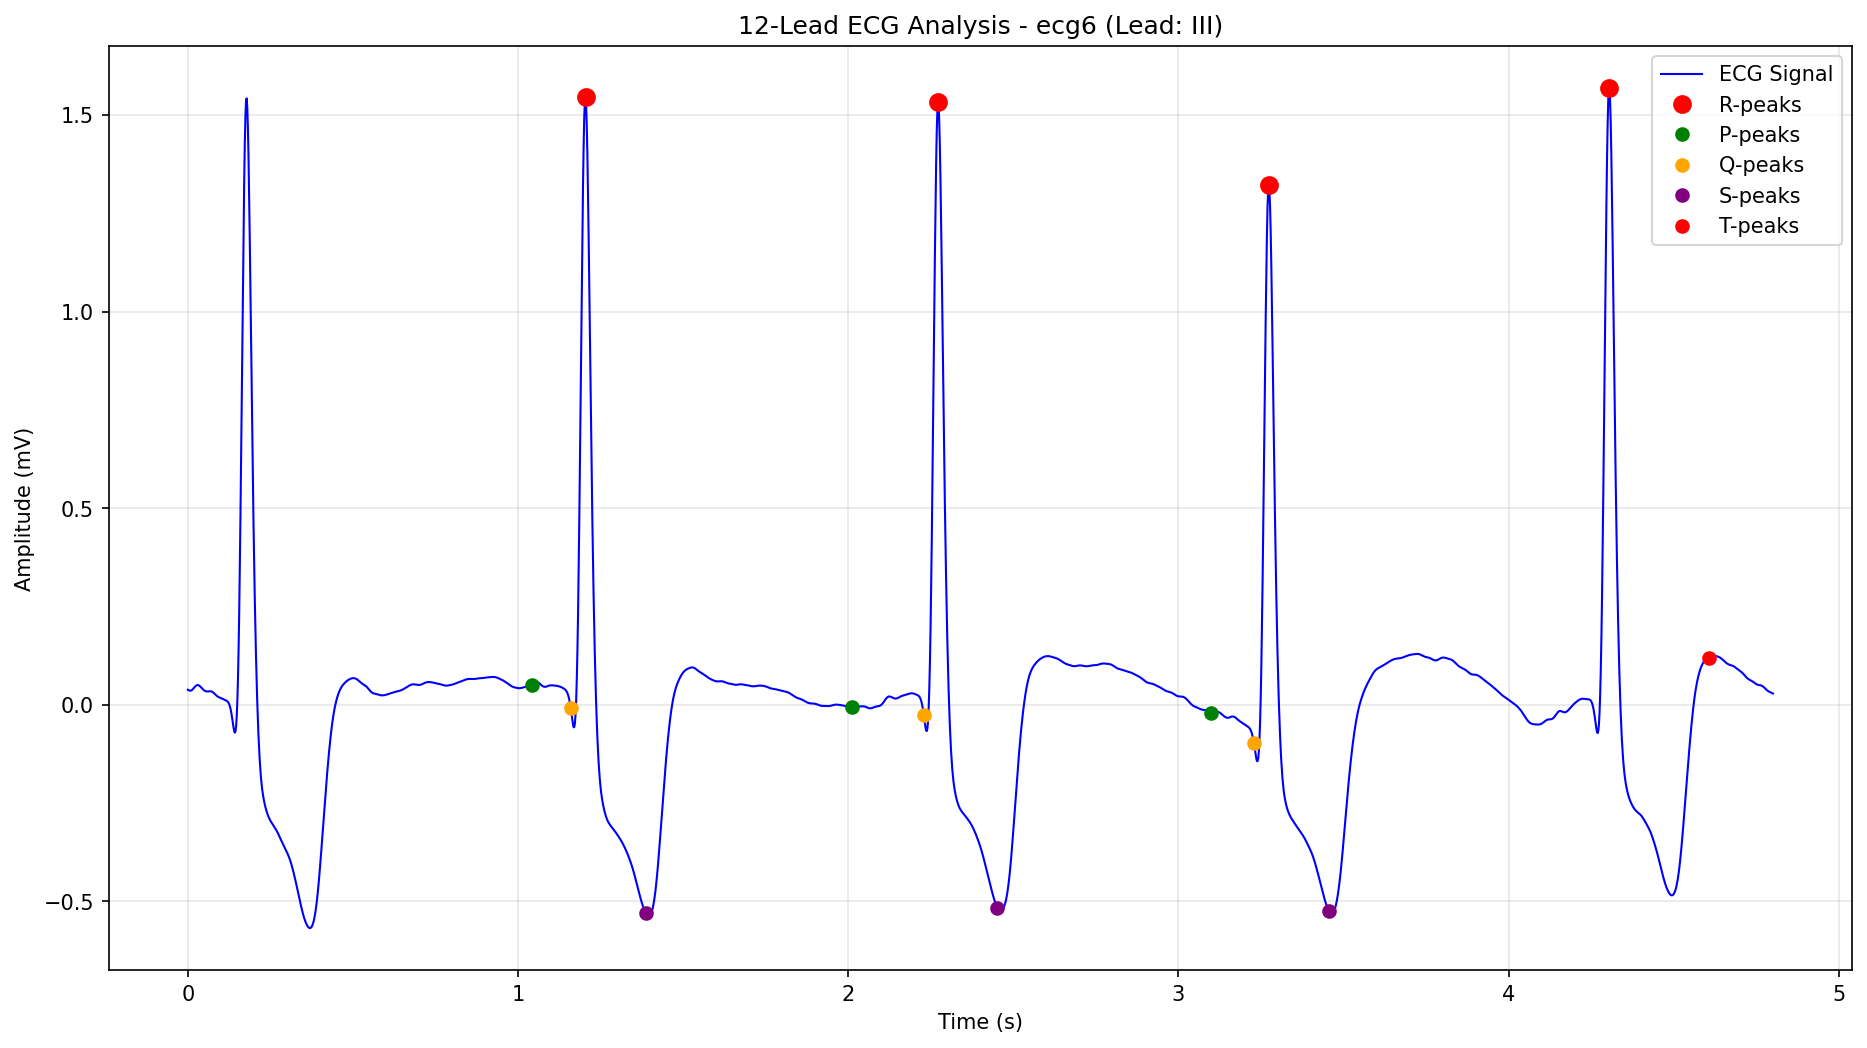 12-Lead ECG Analysis - ecg6 (Lead: III)
ECG Signal
R-peaks
P-peaks
Q-peaks
S-peaks
T-peaks
Amplitude (mV)
1.5
1.0
0.5
0.0
−0.5
0 1 2 3 4 5
Time (s)